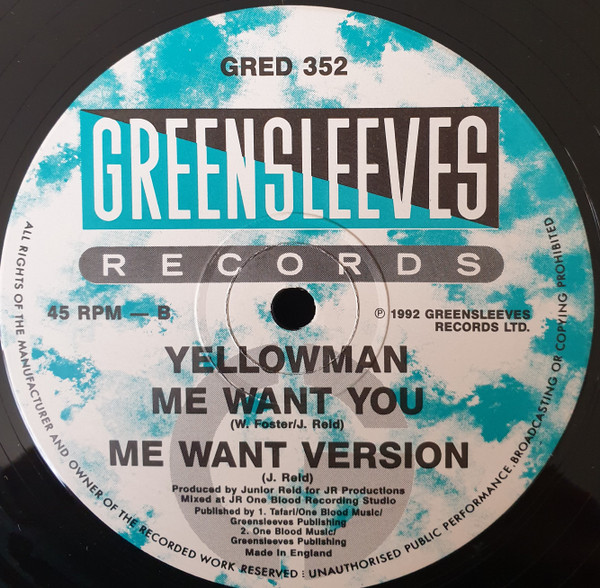 GRED 352
GREENSLEEVES
RECORDS
45 RPM — B
℗ 1992 GREENSLEEVES
RECORDS LTD.
YELLOWMAN
ME WANT YOU
(W. Foster/J. Reid)
ME WANT VERSION
(J. Reid)
Produced by Junior Reid for JR Productions
Mixed at JR One Blood Recording Studio
Published by 1. Tafari/One Blood Music/
Greensleeves Publishing
2. One Blood Music/
Greensleeves Publishing
Made in England
ALL RIGHTS OF THE MANUFACTURER AND OWNER OF THE RECORDED WORK RESERVED : UNAUTHORISED PUBLIC PERFORMANCE, BROADCASTING OR COPYING PROHIBITED